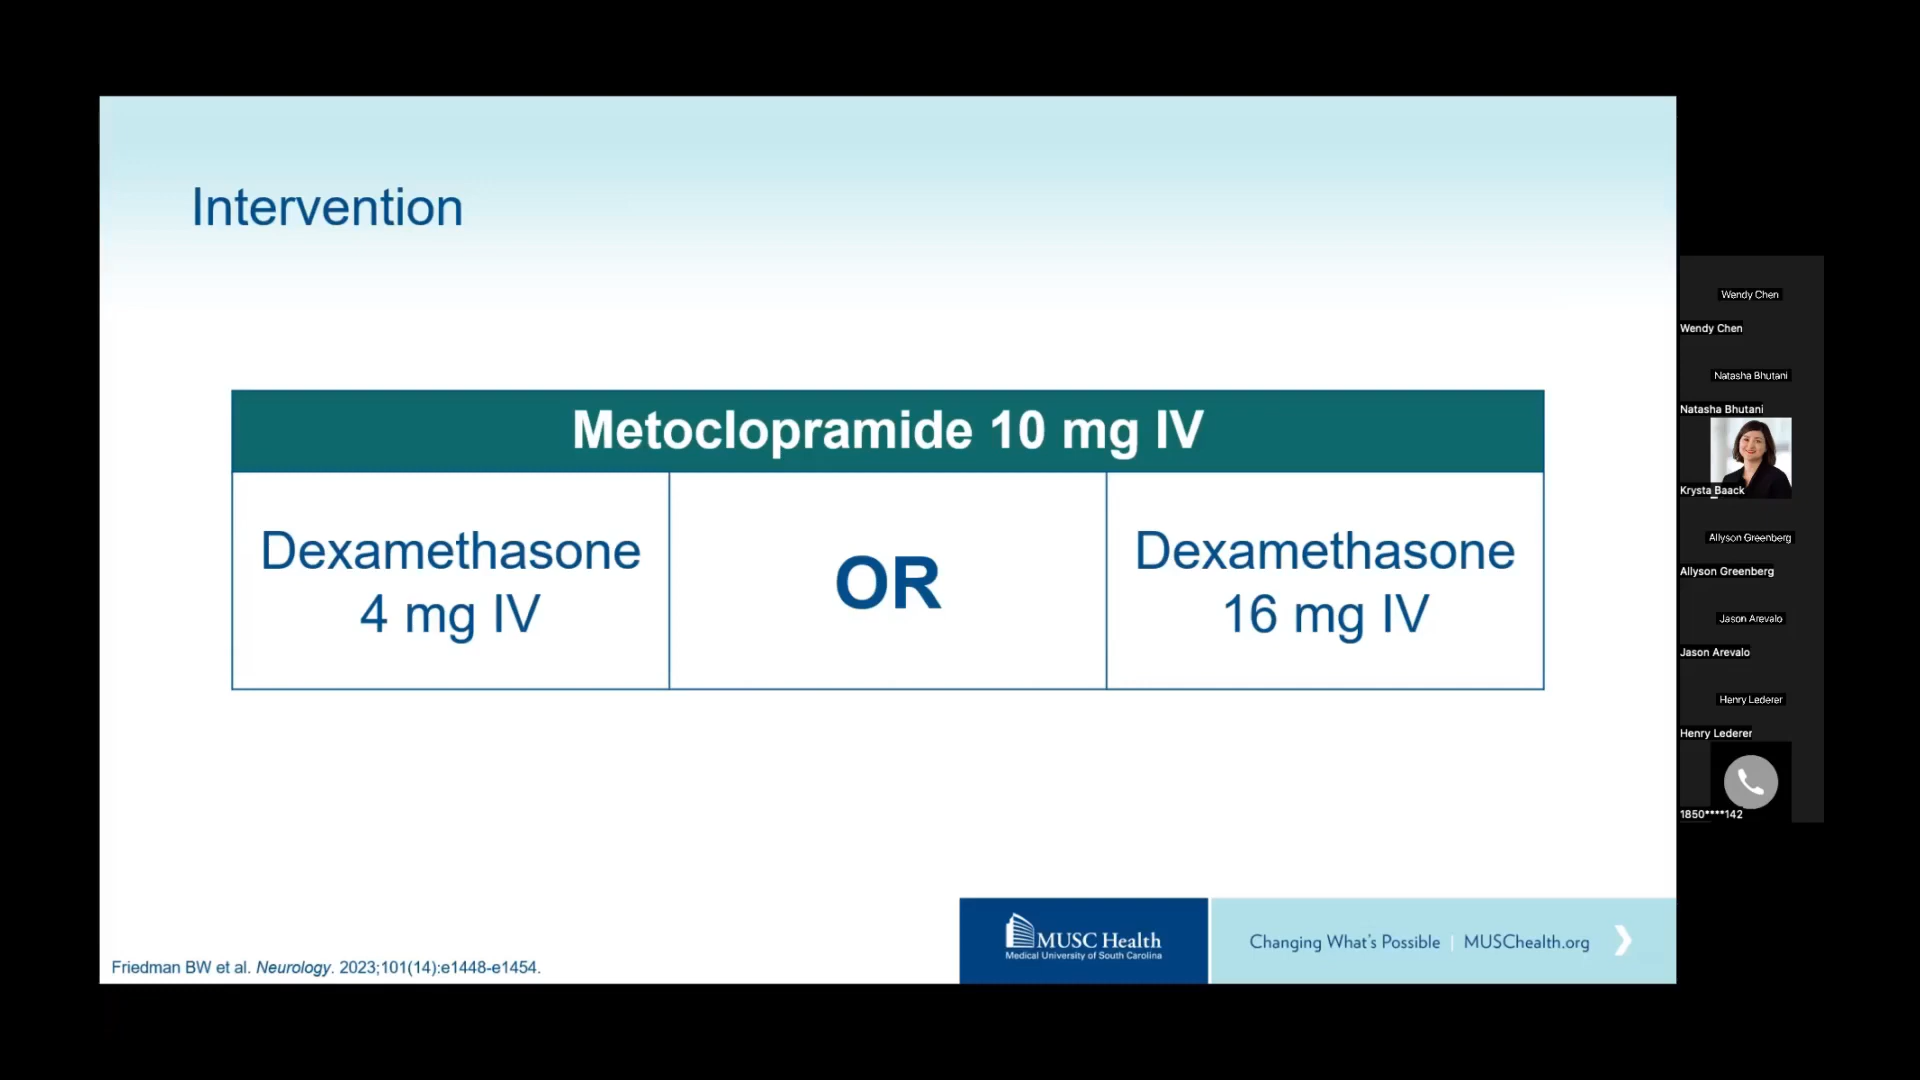 Intervention
Metoclopramide 10 mg IV
Dexamethasone
4 mg IV
OR
Dexamethasone
16 mg IV
Friedman BW et al. Neurology. 2023;101(14):e1448-e1454.
MUSC Health
Medical University of South Carolina
Changing What's Possible | MUSChealth.org
Wendy Chen
Wendy Chen
Natasha Bhutani
Natasha Bhutani
Krysta Baack
Allyson Greenberg
Allyson Greenberg
Jason Arevalo
Jason Arevalo
Henry Lederer
Henry Lederer
1850****142